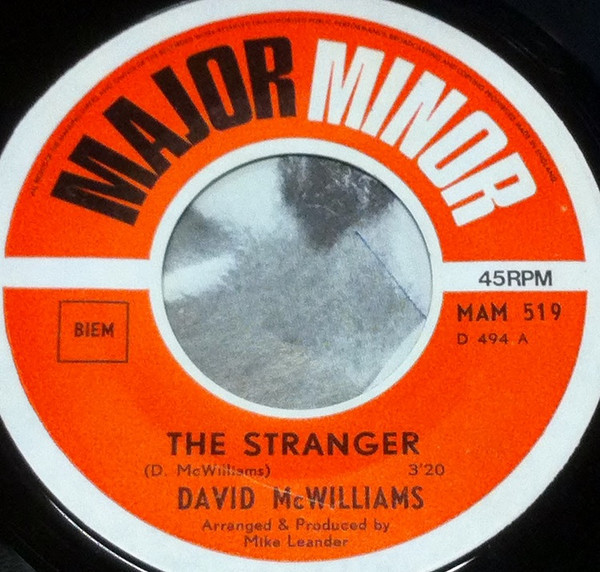 MAJOR MINOR
45RPM
BIEM
MAM 519
D 494 A
THE STRANGER
(D. McWilliams) 3'20
DAVID McWILLIAMS
Arranged & Produced by
Mike Leander